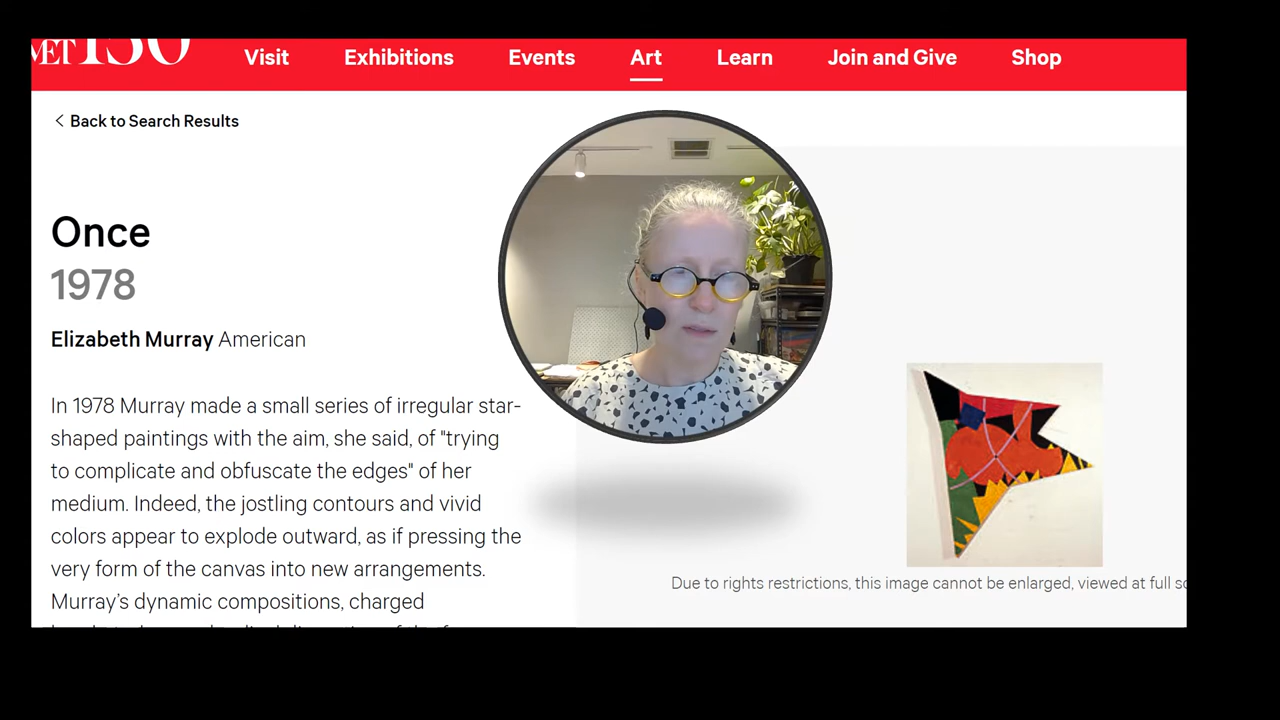 MET 150
Visit Exhibitions Events Art Learn Join and Give Shop
Back to Search Results
Once
1978
Elizabeth Murray American
In 1978 Murray made a small series of irregular star-
shaped paintings with the aim, she said, of "trying
to complicate and obfuscate the edges" of her
medium. Indeed, the jostling contours and vivid
colors appear to explode outward, as if pressing the
very form of the canvas into new arrangements.
Murray’s dynamic compositions, charged
Due to rights restrictions, this image cannot be enlarged, viewed at full